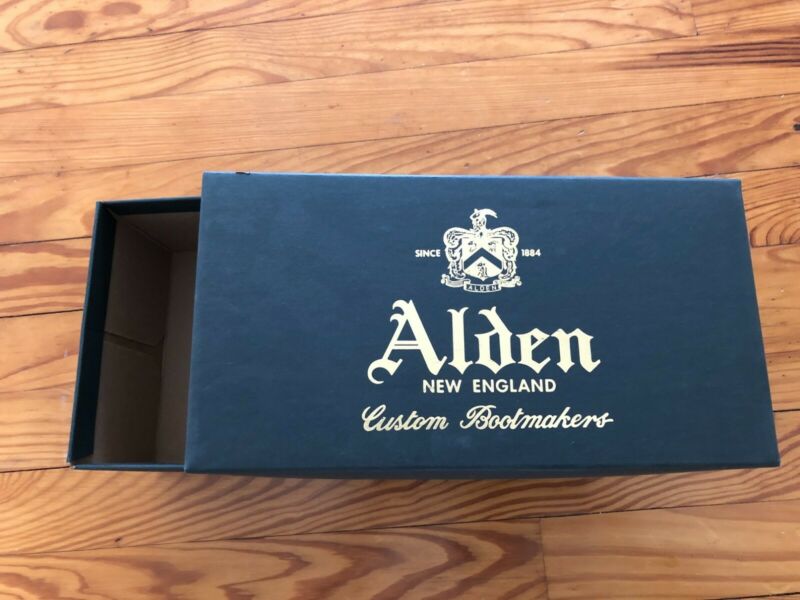 SINCE 1884
ALDEN
Alden
NEW ENGLAND
Custom Bootmakers